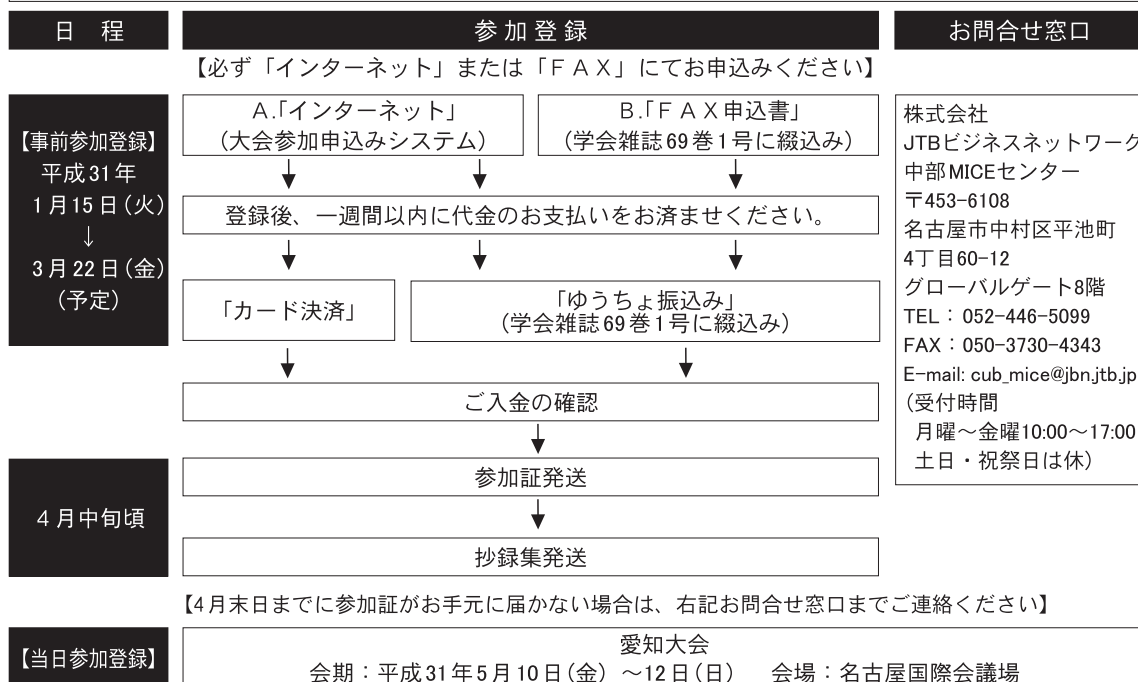 日 程
参加登録
お問合せ窓口
【必ず「インターネット」または「FAX」にてお申込みください】
【事前参加登録】
平成31年
1月15日(火)
↓
3月22日(金)
(予定)
A.「インターネット」
(大会参加申込みシステム)
B.「FAX申込書」
(学会雑誌69巻1号に綴込み)
登録後、一週間以内に代金のお支払いをお済ませください。
「カード決済」
「ゆうちょ振込み」
(学会雑誌69巻1号に綴込み)
ご入金の確認
株式会社
JTBビジネスネットワーク
中部MICEセンター
〒453-6108
名古屋市中村区平池町
4丁目60-12
グローバルゲート8階
TEL:052-446-5099
FAX:050-3730-4343
E-mail: cub_mice@jbn.jtb.jp
(受付時間
月曜~金曜10:00~17:00
土日・祝祭日は休)
4月中旬頃
参加証発送
抄録集発送
【4月末日までに参加証がお手元に届かない場合は、右記お問合せ窓口までご連絡ください】
【当日参加登録】
愛知大会
会期:平成31年5月10日(金)~12日(日) 会場:名古屋国際会議場